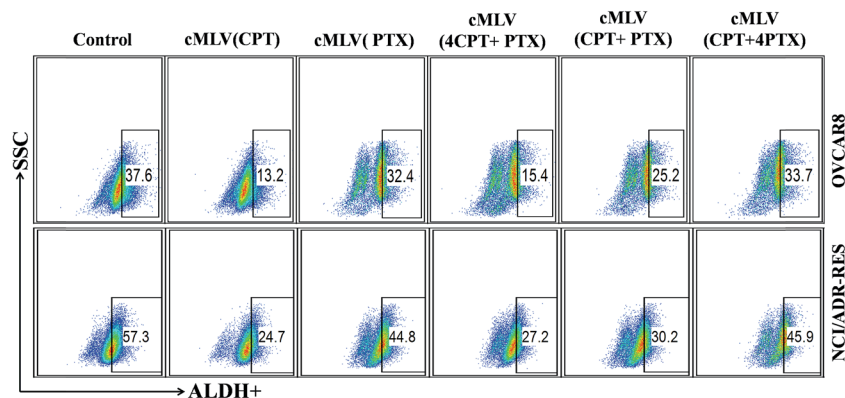 cMLV cMLV cMLV
Control cMLV(CPT) cMLV( PTX) (4CPT+ PTX) (CPT+ PTX) (CPT+4PTX)
SSC
37.6 13.2 32.4 15.4 25.2 33.7
OVCAR8
57.3 24.7 44.8 27.2 30.2 45.9
NCI/ADR-RES
ALDH+